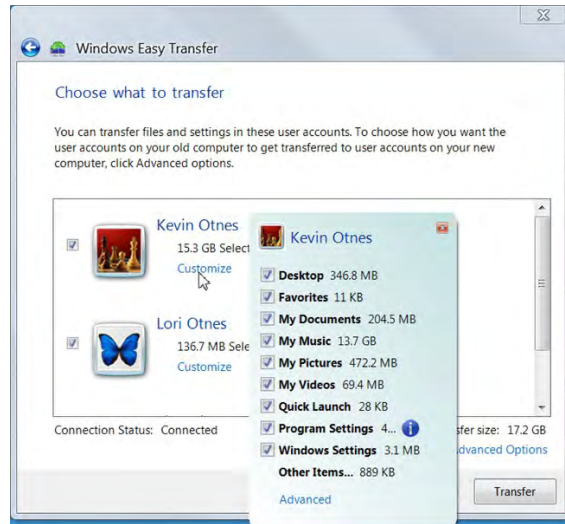 Windows Easy Transfer
Choose what to transfer
You can transfer files and settings in these user accounts. To choose how you want the
user accounts on your old computer to get transferred to user accounts on your new
computer, click Advanced options.
Kevin Otnes
15.3 GB Select
Customize
Lori Otnes
136.7 MB Sele
Customize
Kevin Otnes
Desktop 346.8 MB
Favorites 11 KB
My Documents 204.5 MB
My Music 13.7 GB
My Pictures 472.2 MB
My Videos 69.4 MB
Quick Launch 28 KB
Program Settings 4...
Windows Settings 3.1 MB
Other Items... 889 KB
Advanced
Connection Status: Connected
sfer size: 17.2 GB
dvanced Options
Transfer